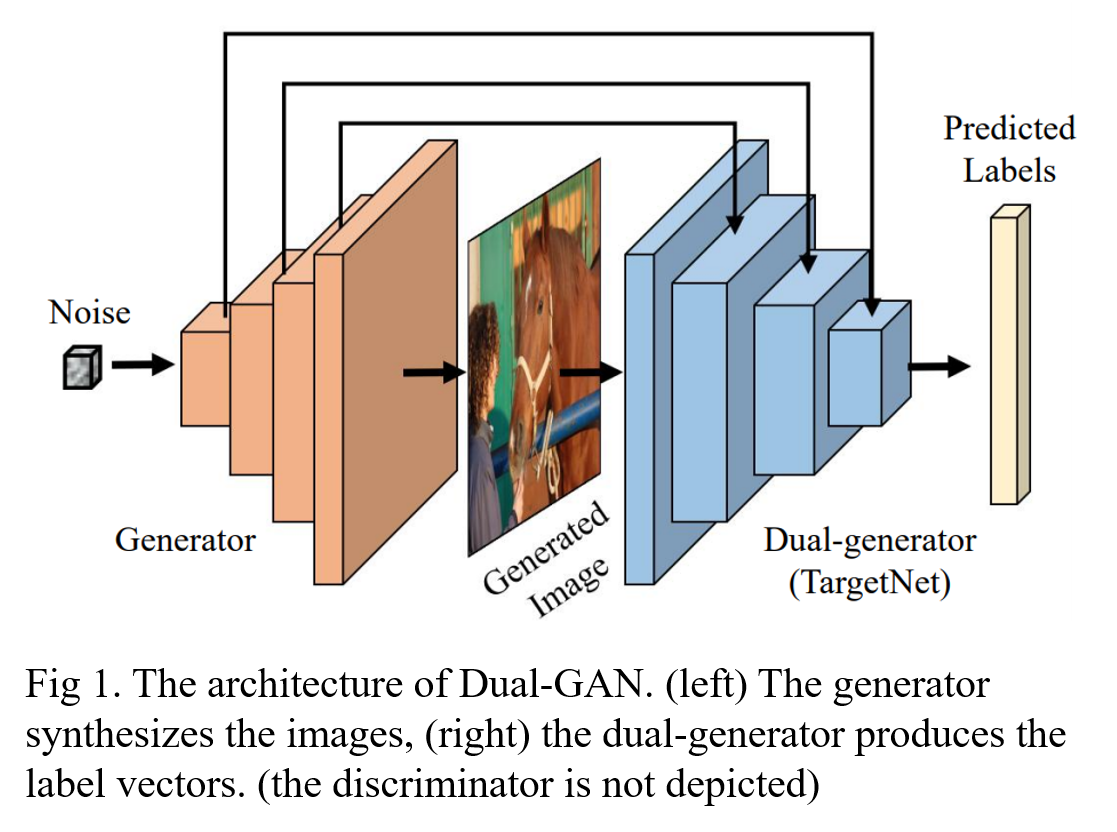 Predicted
Labels
Noise
Generator
Generated
Image
Dual-generator
(TargetNet)
Fig 1. The architecture of Dual-GAN. (left) The generator
synthesizes the images, (right) the dual-generator produces the
label vectors. (the discriminator is not depicted)